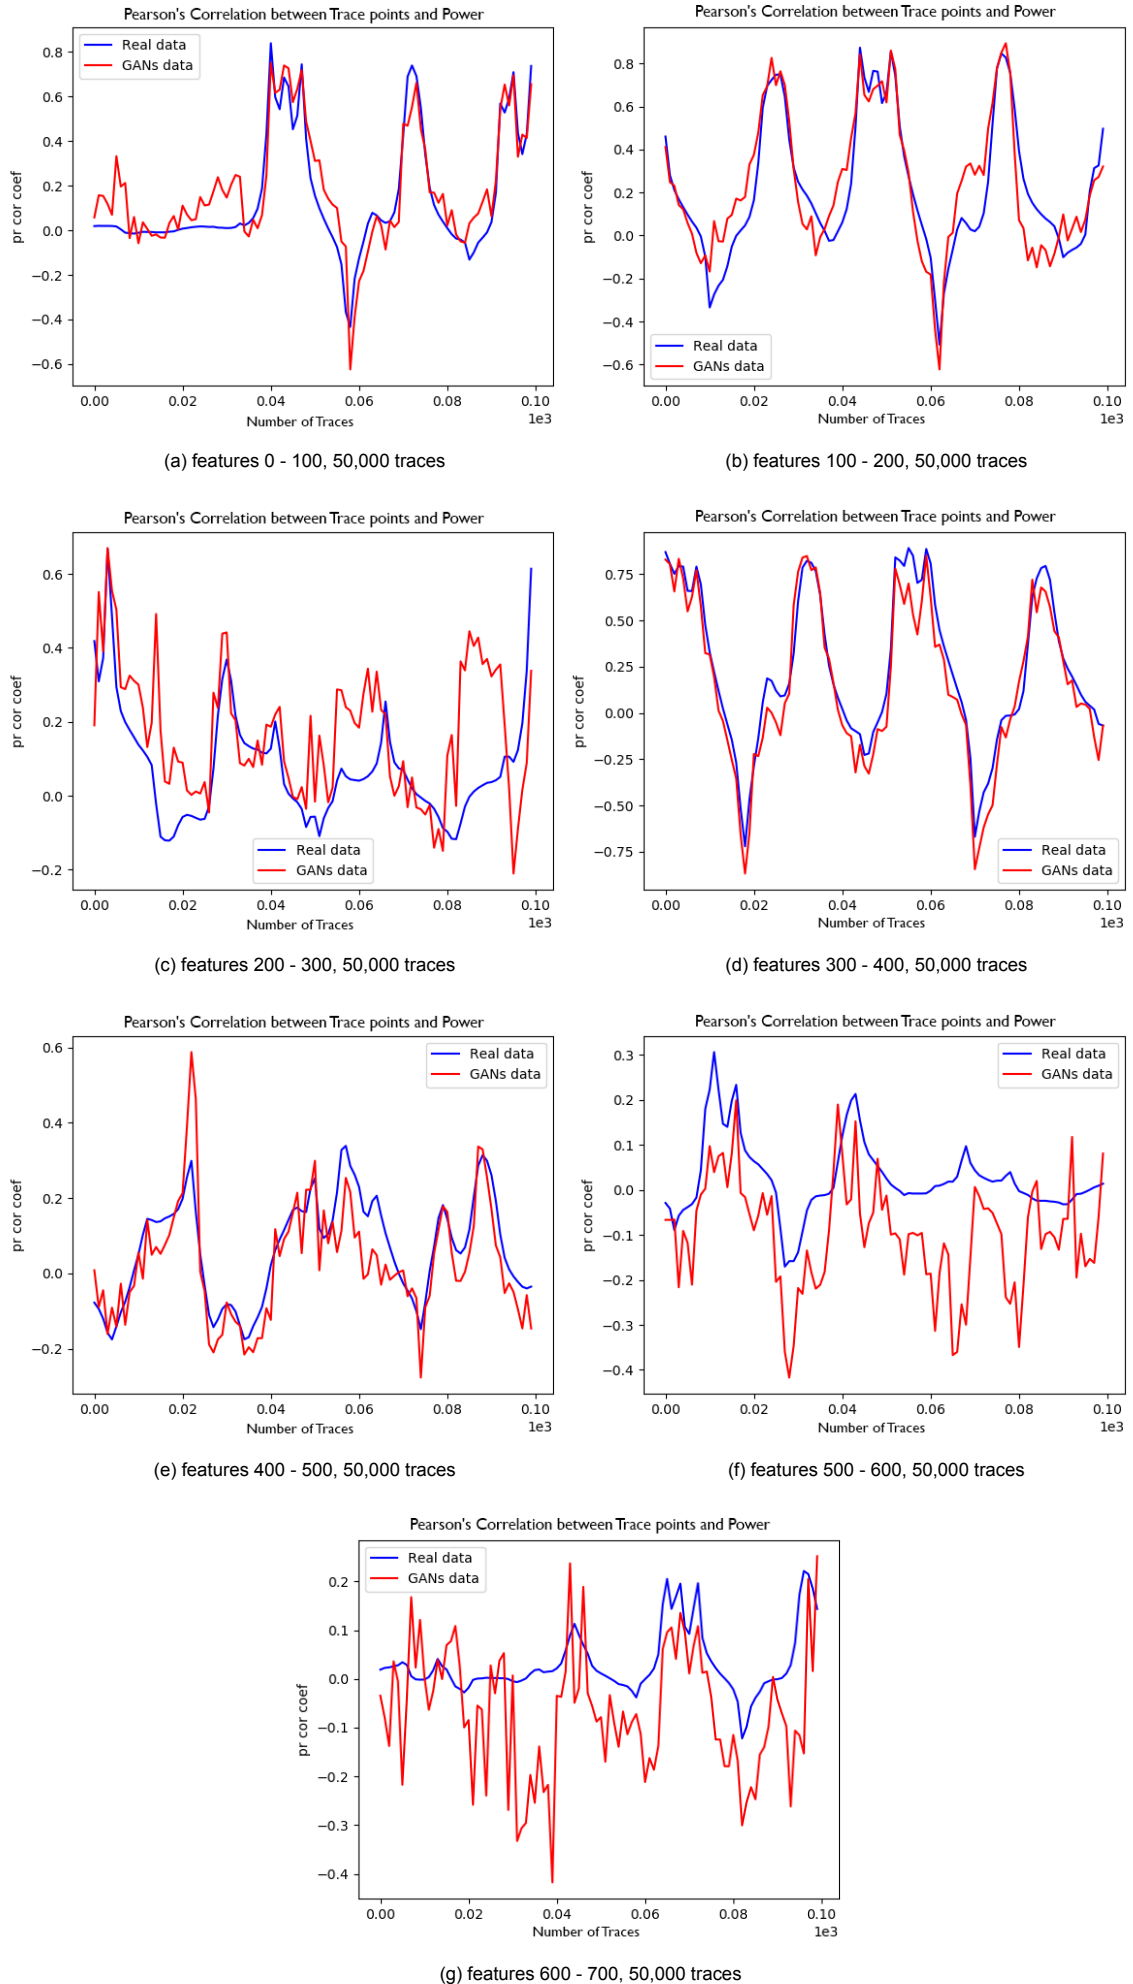 Pearson's Correlation between Trace points and Power
Real data
GANs data
pr cor coef
0.8
0.6
0.4
0.2
0.0
−0.2
−0.4
−0.6
0.00 0.02 0.04 0.06 0.08 0.10
Number of Traces
1e3
(a) features 0 - 100, 50,000 traces
Pearson's Correlation between Trace points and Power
pr cor coef
0.8
0.6
0.4
0.2
0.0
−0.2
−0.4
−0.6
Real data
GANs data
0.00 0.02 0.04 0.06 0.08 0.10
Number of Traces
1e3
(b) features 100 - 200, 50,000 traces
Pearson's Correlation between Trace points and Power
pr cor coef
0.6
0.4
0.2
0.0
−0.2
Real data
GANs data
0.00 0.02 0.04 0.06 0.08 0.10
Number of Traces
1e3
(c) features 200 - 300, 50,000 traces
Pearson's Correlation between Trace points and Power
pr cor coef
0.75
0.50
0.25
0.00
−0.25
−0.50
−0.75
Real data
GANs data
0.00 0.02 0.04 0.06 0.08 0.10
Number of Traces
1e3
(d) features 300 - 400, 50,000 traces
Pearson's Correlation between Trace points and Power
Real data
GANs data
pr cor coef
0.6
0.4
0.2
0.0
−0.2
0.00 0.02 0.04 0.06 0.08 0.10
Number of Traces
1e3
(e) features 400 - 500, 50,000 traces
Pearson's Correlation between Trace points and Power
Real data
GANs data
pr cor coef
0.3
0.2
0.1
0.0
−0.1
−0.2
−0.3
−0.4
0.00 0.02 0.04 0.06 0.08 0.10
Number of Traces
1e3
(f) features 500 - 600, 50,000 traces
Pearson's Correlation between Trace points and Power
Real data
GANs data
pr cor coef
0.2
0.1
0.0
−0.1
−0.2
−0.3
−0.4
0.00 0.02 0.04 0.06 0.08 0.10
Number of Traces
1e3
(g) features 600 - 700, 50,000 traces